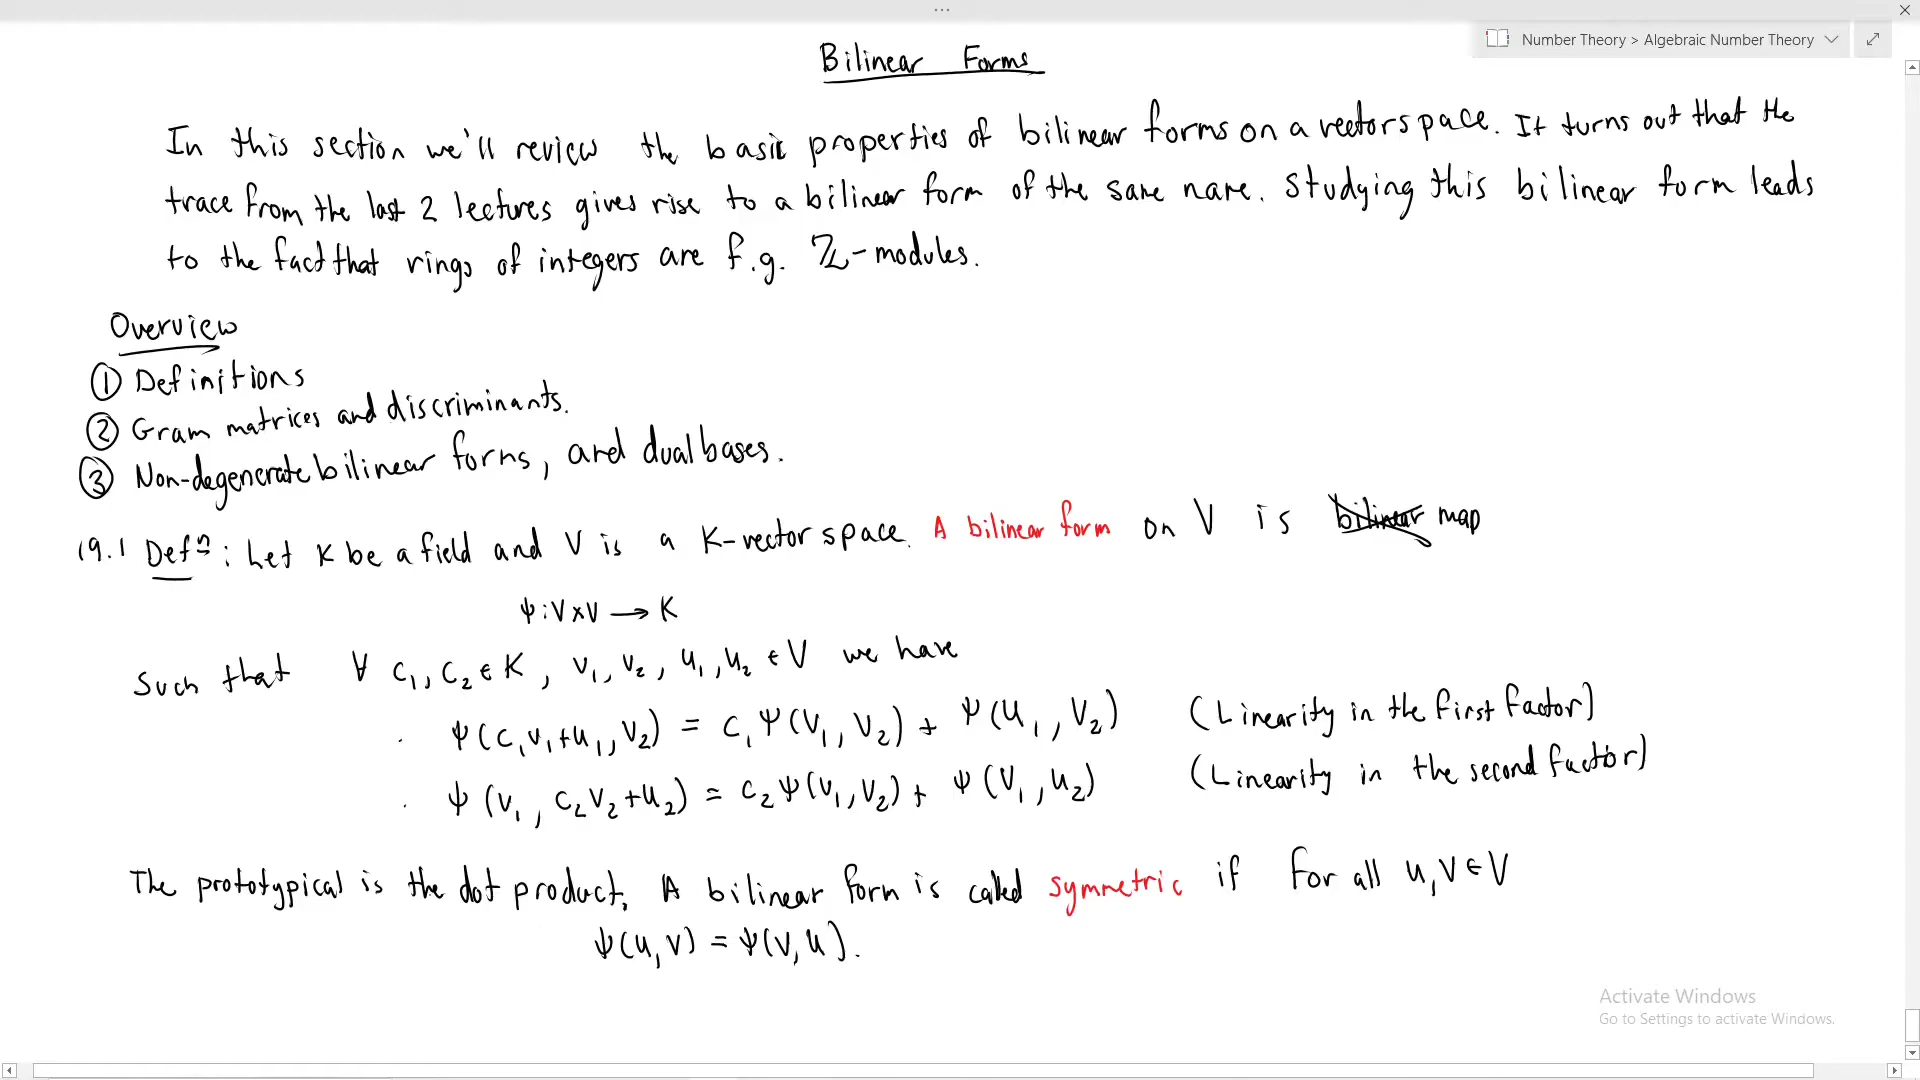 Number Theory > Algebraic Number Theory
Bilinear Forms
In this section we'll review the basic properties of bilinear forms on a vector space. It turns out that the
trace from the last 2 lectures gives rise to a bilinear form of the same name. Studying this bilinear form leads
to the fact that rings of integers are f.g. ℤ-modules.
Overview
① Definitions
② Gram matrices and discriminants.
③ Non-degenerate bilinear forms, and dual bases.
19.1 Defⁿ: Let K be a field and V is a K-vector space. A bilinear form on V is bilinear map
ψ: V×V → K
Such that ∀ c₁, c₂ ∈ K, v₁, v₂, u₁, u₂ ∈ V we have
· ψ(c₁v₁+u₁, v₂) = c₁ψ(v₁, v₂) + ψ(u₁, v₂) (Linearity in the first factor)
· ψ(v₁, c₂v₂+u₂) = c₂ψ(v₁, v₂) + ψ(v₁, u₂) (Linearity in the second factor)
The prototypical is the dot product. A bilinear form is called symmetric if for all u, v ∈ V
ψ(u, v) = ψ(v, u).
Activate Windows
Go to Settings to activate Windows.